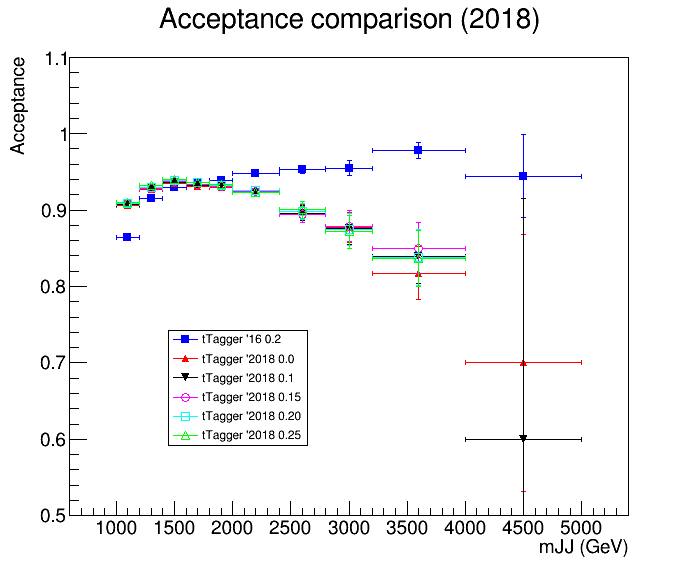 Acceptance comparison (2018)
Acceptance
1.1
1
0.9
0.8
0.7
0.6
0.5
tTagger '16 0.2
tTagger '2018 0.0
tTagger '2018 0.1
tTagger '2018 0.15
tTagger '2018 0.20
tTagger '2018 0.25
1000 1500 2000 2500 3000 3500 4000 4500 5000
mJJ (GeV)